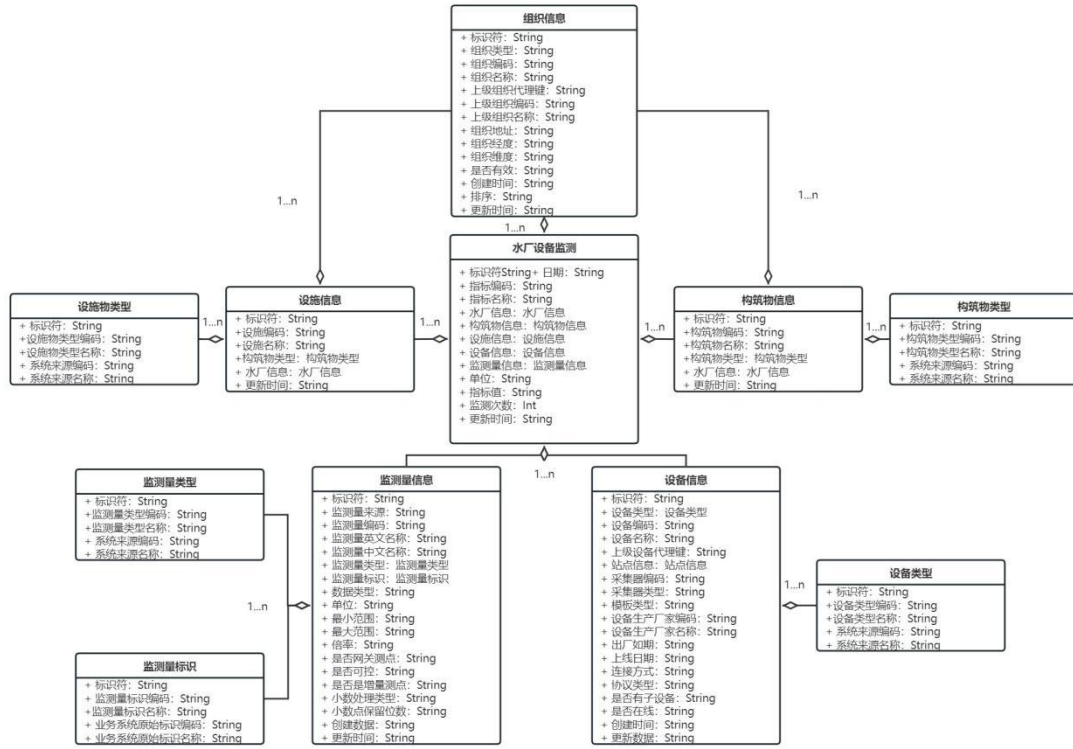 组织信息
+ 标识符：String
+ 组织类型：String
+ 组织编码：String
+ 组织名称：String
+ 上级组织代理键：String
+ 上级组织编码：String
+ 上级组织名称：String
+ 组织地址：String
+ 组织经度：String
+ 组织维度：String
+ 是否有效：String
+ 创建时间：String
+ 排序：String
+ 更新时间：String
1...n
1...n
1...n
水厂设备监测
+ 标识符String+ 日期：String
+ 指标编码：String
+ 指标名称：String
+ 水厂信息：水厂信息
+ 构筑物信息：构筑物信息
+ 设施信息：设施信息
+ 设备信息：设备信息
+ 监测量信息：监测量信息
+ 单位：String
+ 指标值：String
+ 监测次数：Int
+ 更新时间：String
设施物类型
+ 标识符：String
+设施物类型编码：String
+设施物类型名称：String
+ 系统来源编码：String
+ 系统来源名称：String
1...n
设施信息
+ 标识符：String
+设施编码：String
+设施名称：String
+构筑物类型：构筑物类型
+ 水厂信息：水厂信息
+ 更新时间：String
1...n
1...n
构筑物信息
+ 标识符：String
+构筑物编码：String
+构筑物名称：String
+构筑物类型：构筑物类型
+ 水厂信息：水厂信息
+ 更新时间：String
1...n
构筑物类型
+ 标识符：String
+构筑物类型编码：String
+构筑物类型名称：String
+ 系统来源编码：String
+ 系统来源名称：String
1...n
监测量类型
+ 标识符：String
+监测量类型编码：String
+监测量类型名称：String
+ 系统来源编码：String
+ 系统来源名称：String
1...n
监测量标识
+ 标识符：String
+ 监测量标识编码：String
+监测量标识名称：String
+ 业务系统原始标识编码：String
+ 业务系统原始标识名称：String
监测量信息
+ 标识符：String
+ 监测量来源：String
+ 监测量编码：String
+ 监测量英文名称：String
+ 监测量中文名称：String
+ 监测量类型：监测量类型
+ 监测量标识：监测量标识
+ 数据类型：String
+ 单位：String
+ 最小范围：String
+ 最大范围：String
+ 倍率：String
+ 是否网关测点：String
+ 是否可控：String
+ 是否是增量测点：String
+ 小数处理类型：String
+ 小数点保留位数：String
+ 创建数据：String
+ 更新时间：String
设备信息
+ 标识符：String
+ 设备类型：设备类型
+ 设备编码：String
+ 设备名称：String
+ 上级设备代理键：String
+ 站点信息：站点信息
+ 采集器编码：String
+ 采集器类型：String
+ 模板类型：String
+ 设备生产厂家编码：String
+ 设备生产厂家名称：String
+ 出厂如期：String
+ 上线日期：String
+ 连接方式：String
+ 协议类型：String
+ 是否有子设备：String
+ 是否在线：String
+ 创建时间：String
+ 更新数据：String
1...n
设备类型
+ 标识符：String
+设备类型编码：String
+设备类型名称：String
+ 系统来源编码：String
+ 系统来源名称：String